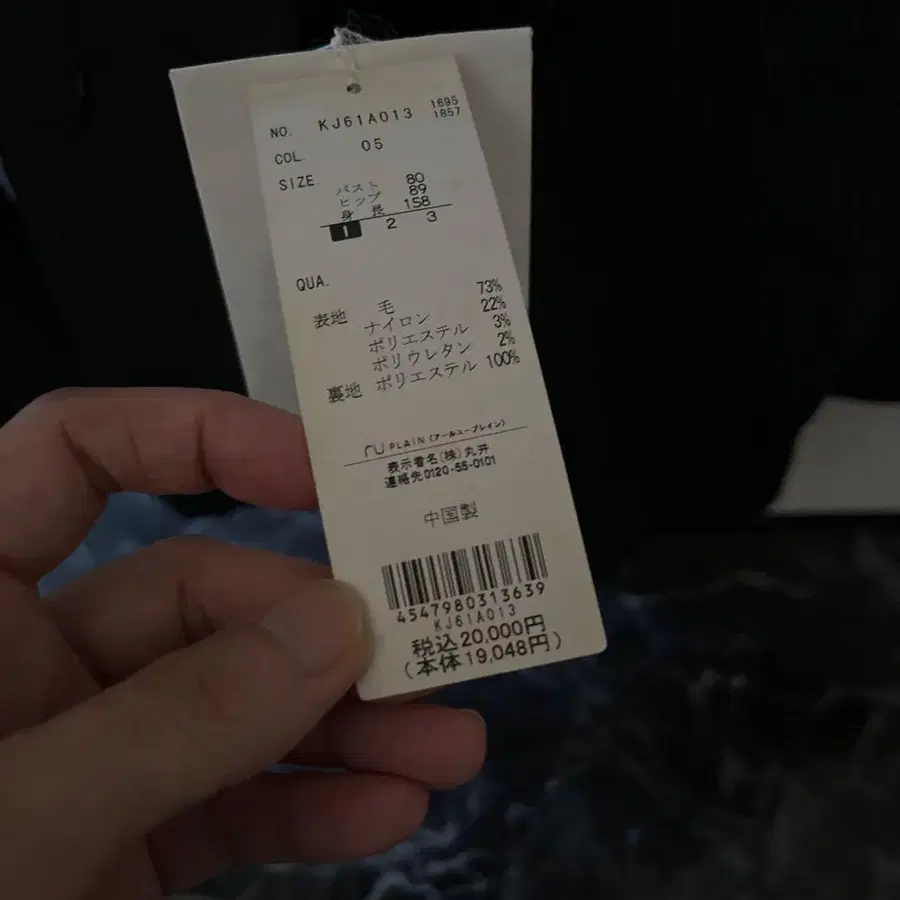 NO. KJ61A013 1695
1857
COL. 05
SIZE.
バスト 80
ヒップ 89
身長 158
1 2 3
QUA.
表地 毛 73%
ナイロン 22%
ポリエステル 3%
ポリウレタン 2%
裏地 ポリエステル 100%
ru PLAIN (アールユープレイン)
表示者名(株)丸井
連絡先0120-55-0101
中国製
4547980313639
KJ61A013
税込20,000円
(本体19,048円)